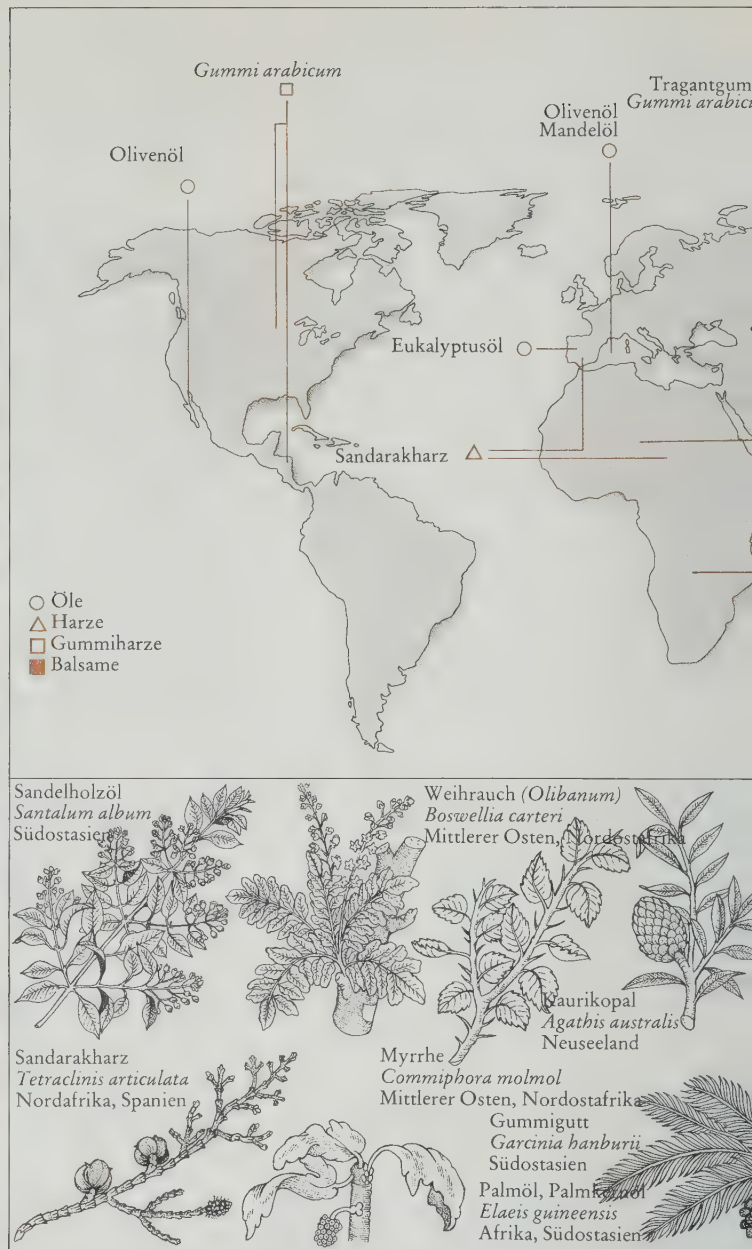 Gummi arabicum
Tragantgum
Gummi arabicu
Olivenöl
Mandelöl
Olivenöl
Eukalyptusöl
Sandarakharz
Öle
Harze
Gummiharze
Balsame
Sandelholzöl
Santalum album
Südostasien
Weihrauch (Olibanum)
Boswellia carteri
Mittlerer Osten, Nordostafrika
Kaurikopal
Agathis australis
Neuseeland
Sandarakharz
Tetraclinis articulata
Nordafrika, Spanien
Myrrhe
Commiphora molmol
Mittlerer Osten, Nordostafrika
Gummigutt
Garcinia hanburii
Südostasien
Palmöl, Palmkernöl
Elaeis guineensis
Afrika, Südostasien